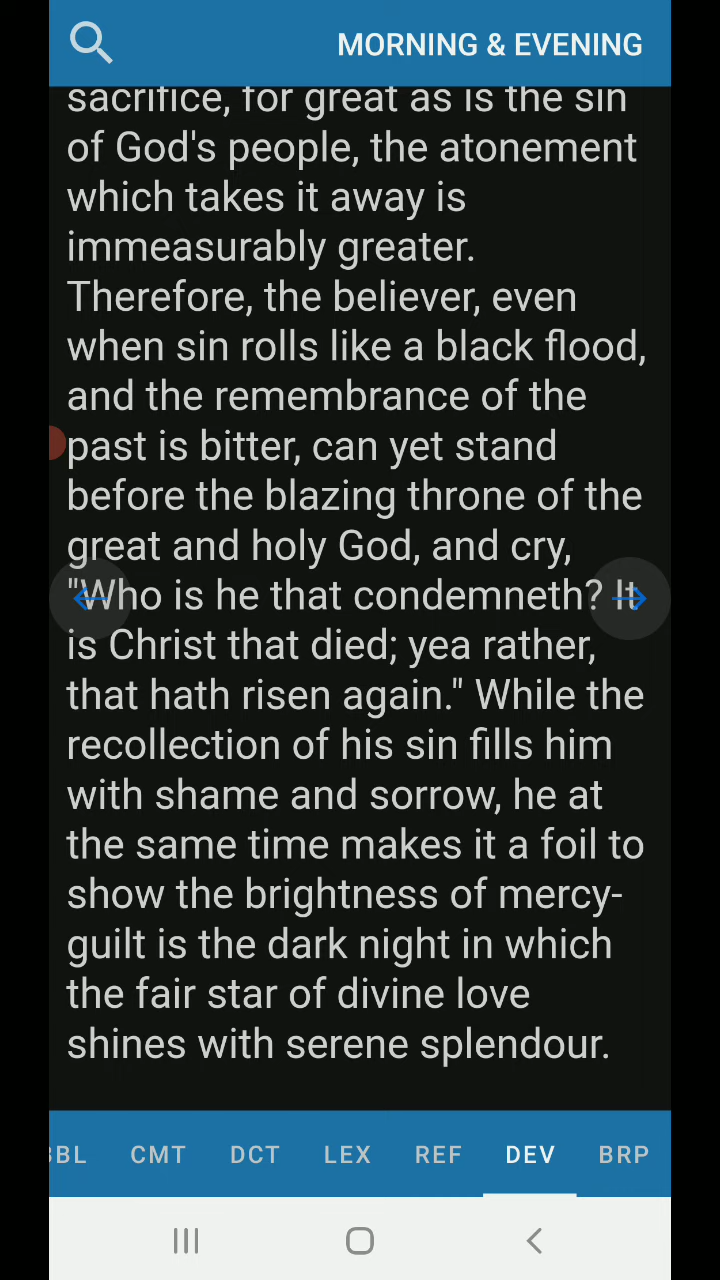 MORNING & EVENING
sacrifice, for great as is the sin
of God's people, the atonement
which takes it away is
immeasurably greater.
Therefore, the believer, even
when sin rolls like a black flood,
and the remembrance of the
past is bitter, can yet stand
before the blazing throne of the
great and holy God, and cry,
"Who is he that condemneth? It
is Christ that died; yea rather,
that hath risen again." While the
recollection of his sin fills him
with shame and sorrow, he at
the same time makes it a foil to
show the brightness of mercy-
guilt is the dark night in which
the fair star of divine love
shines with serene splendour.
BBL CMT DCT LEX REF DEV BRP